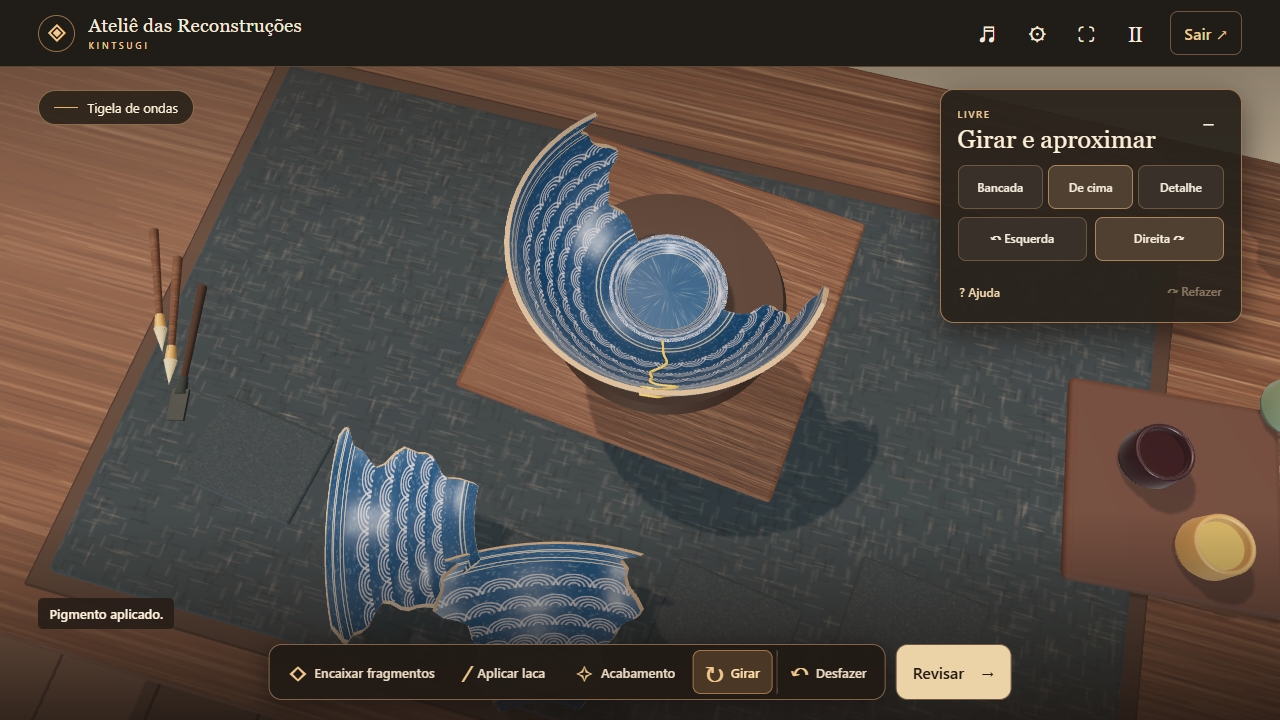 Ateliê das Reconstruções
KINTSUGI
Sair ↗
Tigela de ondas
LIVRE
Girar e aproximar
Bancada
De cima
Detalhe
↶ Esquerda
Direita ↷
? Ajuda
↷ Refazer
Pigmento aplicado.
Encaixar fragmentos
Aplicar laca
Acabamento
Girar
Desfazer
Revisar →